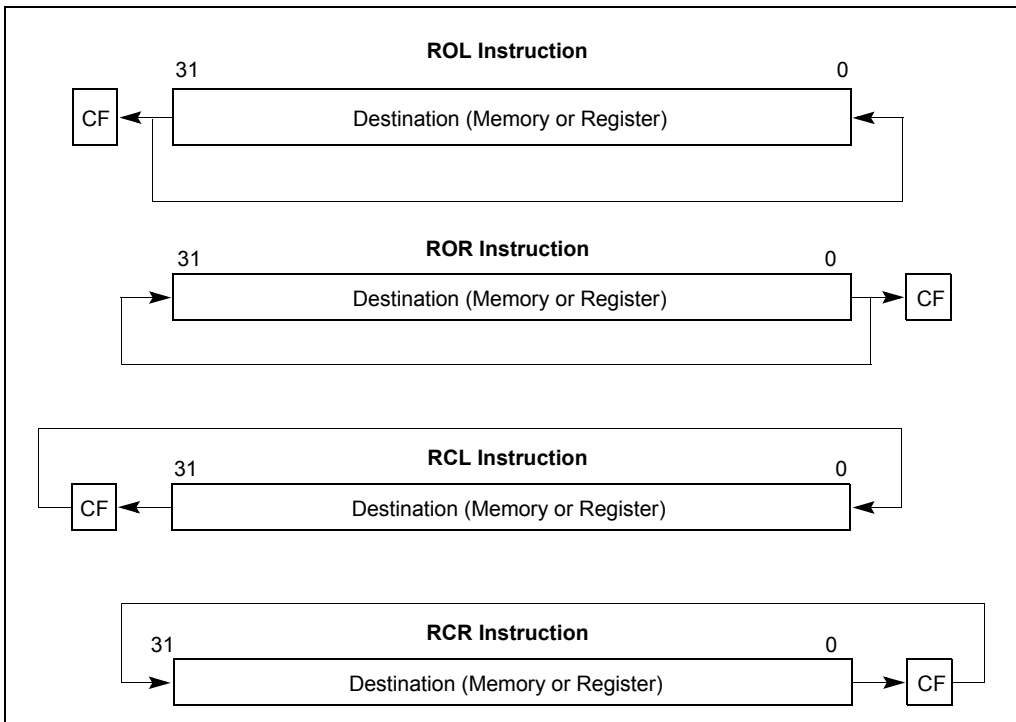 ROL Instruction
31 0
CF Destination (Memory or Register)
ROR Instruction
31 0
Destination (Memory or Register) CF
RCL Instruction
31 0
CF Destination (Memory or Register)
RCR Instruction
31 0
Destination (Memory or Register) CF